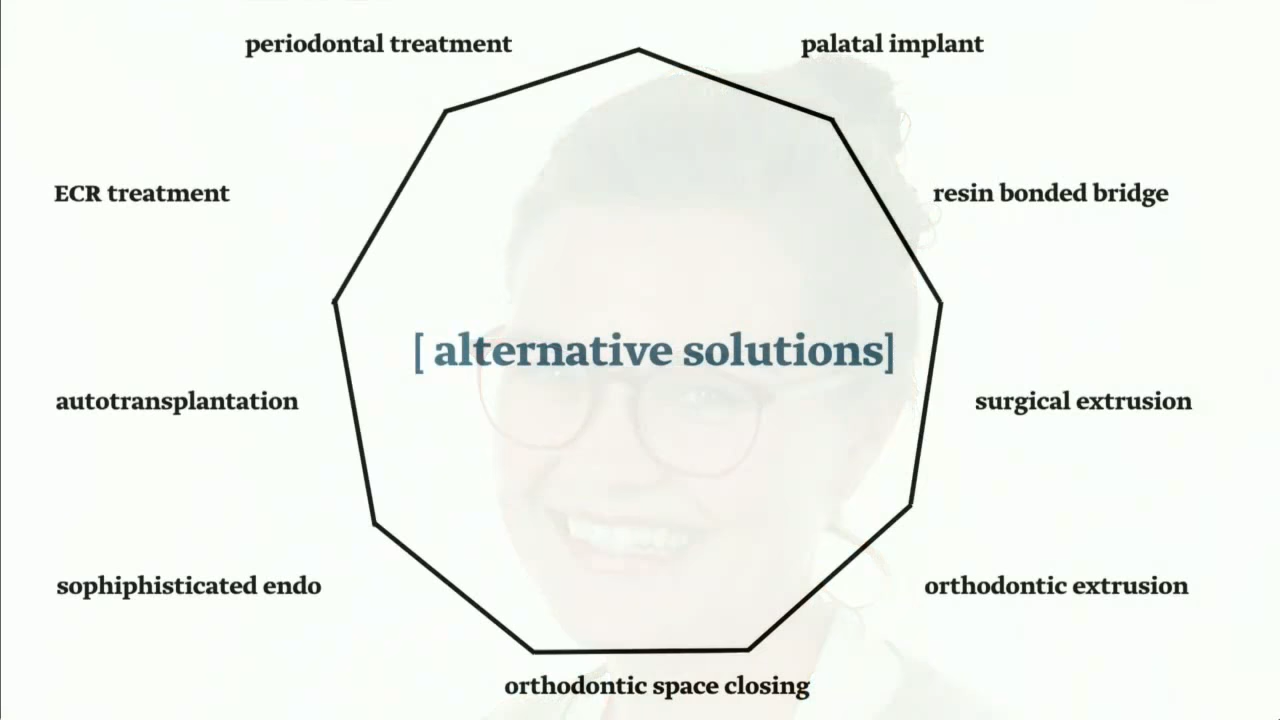 periodontal treatment
palatal implant
ECR treatment
resin bonded bridge
[ alternative solutions]
autotransplantation
surgical extrusion
sophiphisticated endo
orthodontic extrusion
orthodontic space closing